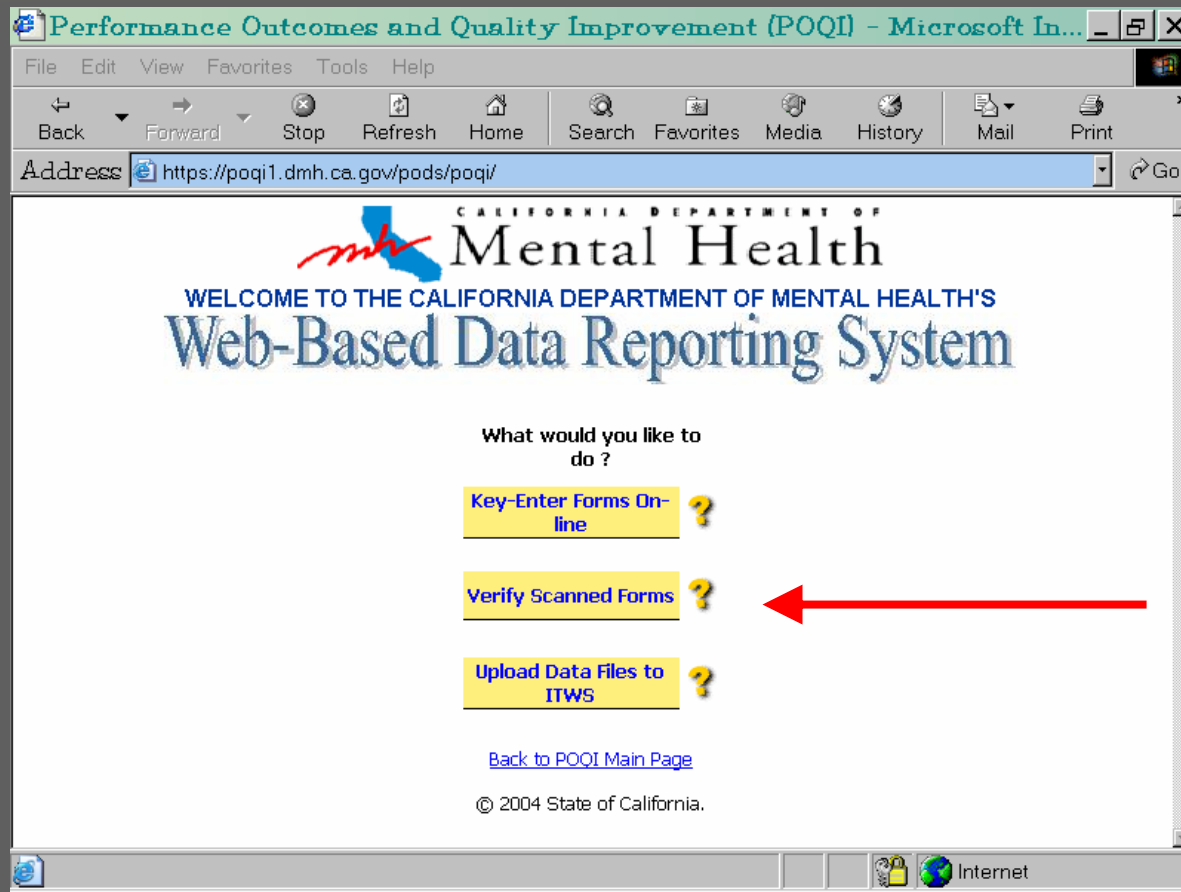 Performance Outcomes and Quality Improvement (POQI) - Microsoft In...
File Edit View Favorites Tools Help
Back Forward Stop Refresh Home Search Favorites Media History Mail Print
Address https://poqi1.dmh.ca.gov/pods/poqi/ Go
CALIFORNIA DEPARTMENT OF
mh Mental Health
WELCOME TO THE CALIFORNIA DEPARTMENT OF MENTAL HEALTH'S
Web-Based Data Reporting System
What would you like to
do ?
Key-Enter Forms On-
line ?
Verify Scanned Forms ?
Upload Data Files to
ITWS ?
Back to POQI Main Page
© 2004 State of California.
Internet